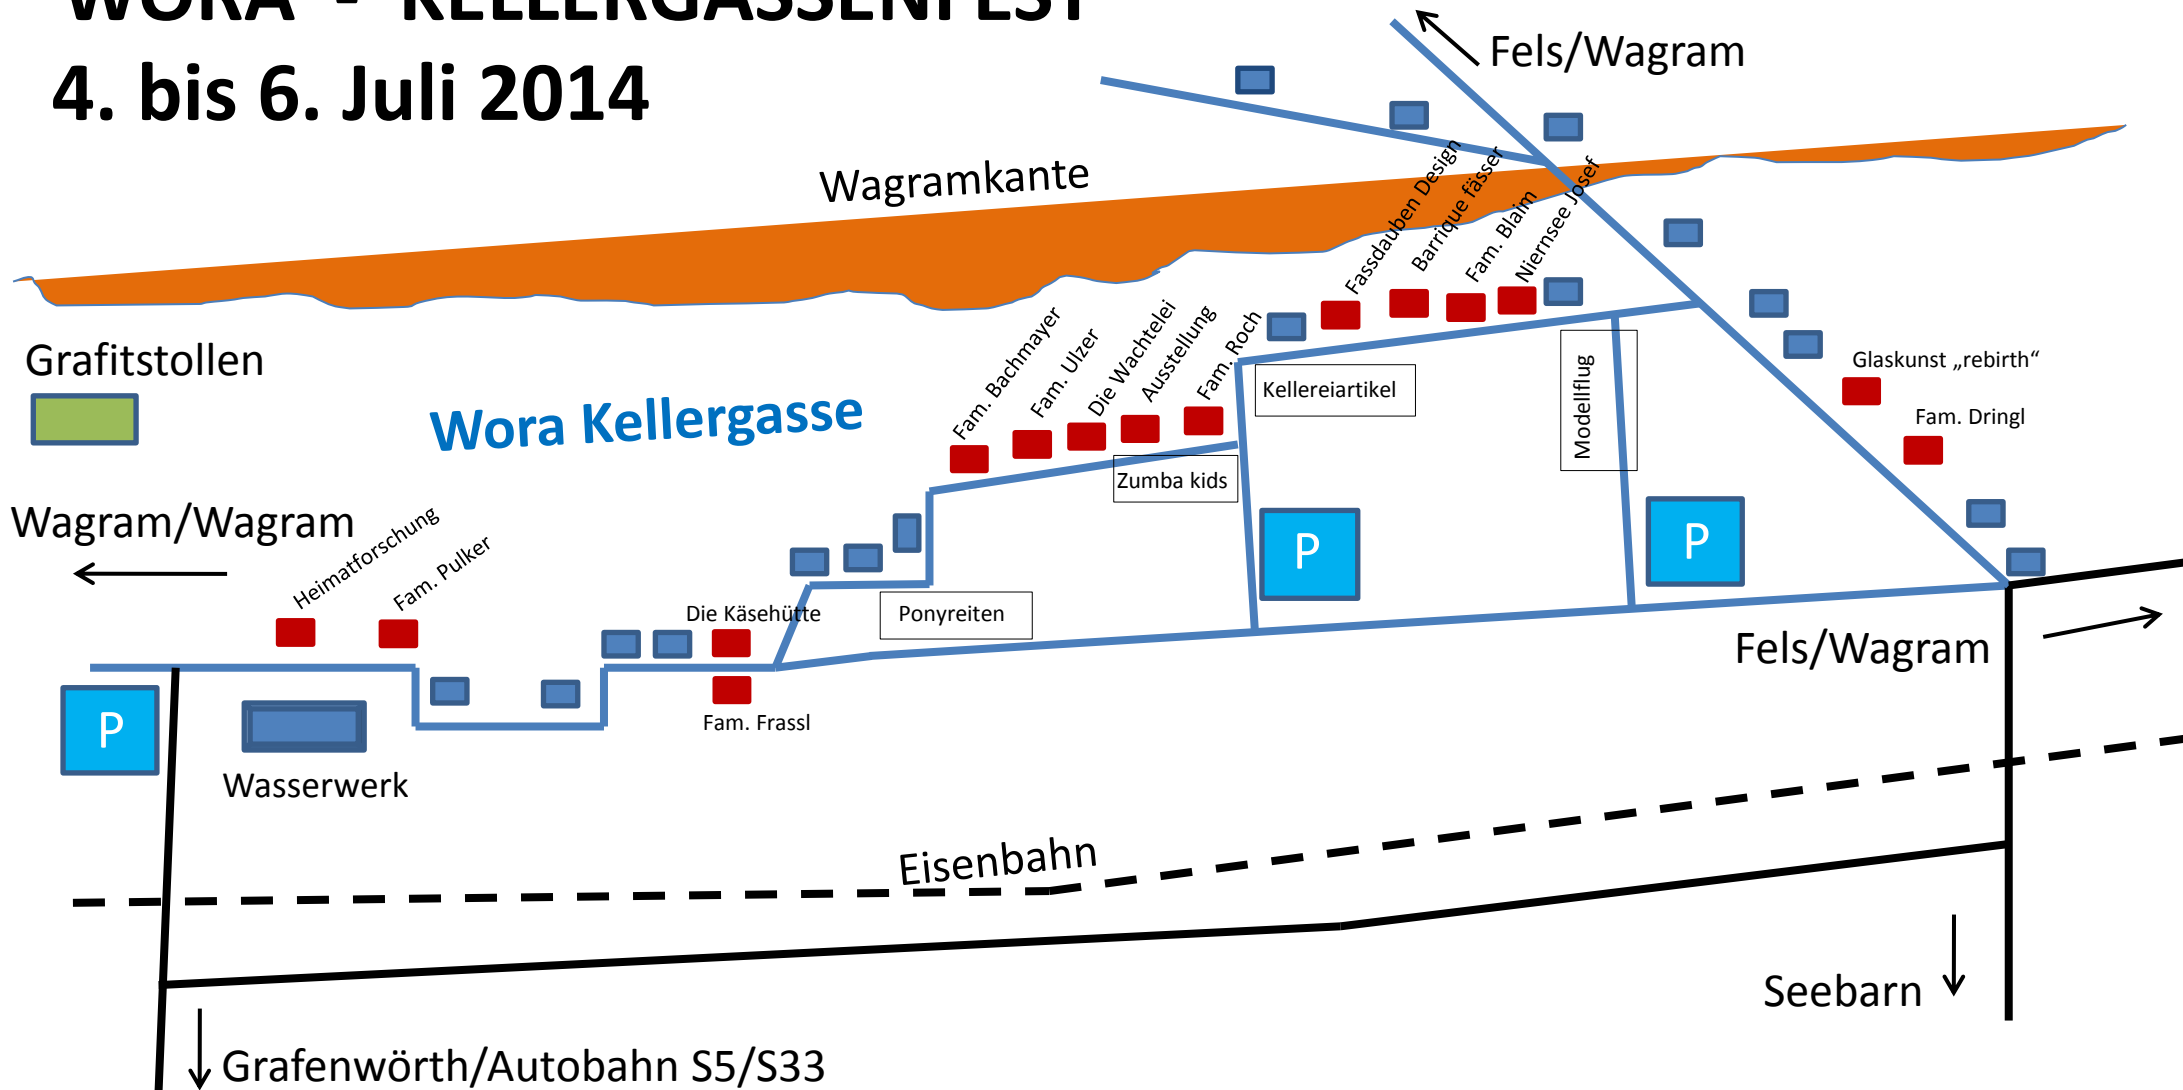 WORA - KELLERGASSENFEST
4. bis 6. Juli 2014
Fels/Wagram
Wagramkante
Fassdauben Design
Barrique fässer
Fam. Blaim
Niernsee Josef
Grafitstollen
Wora Kellergasse
Fam. Bachmayer
Fam. Ulzer
Die Wachtelei
Ausstellung
Fam. Roch
Kellereiartikel
Modellflug
Glaskunst „rebirth“
Fam. Dringl
Zumba kids
Wagram/Wagram
Heimatforschung
Fam. Pulker
Die Käsehütte
Ponyreiten
P
P
Fels/Wagram
P
Fam. Frassl
Wasserwerk
Eisenbahn
Seebarn
Grafenwörth/Autobahn S5/S33